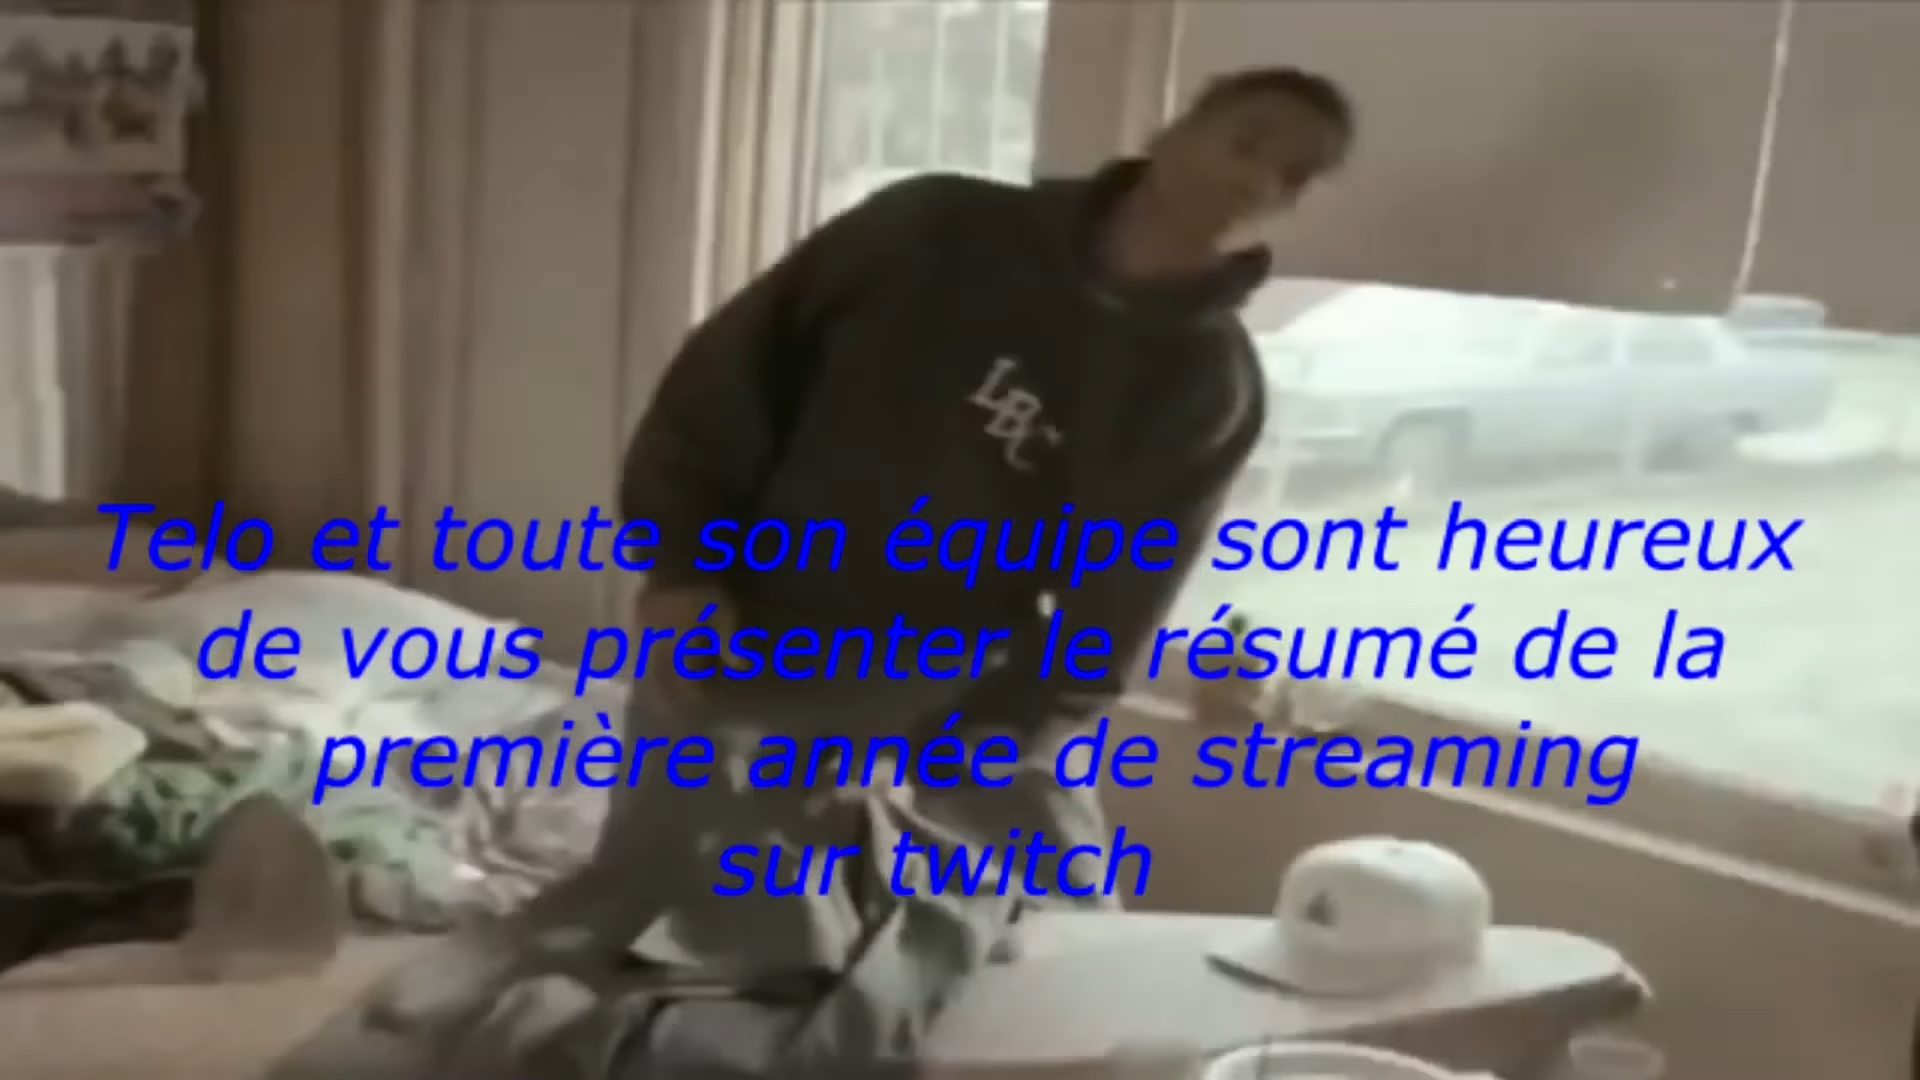 LBC
Telo et toute son équipe sont heureux
de vous présenter le résumé de la
première année de streaming
sur twitch